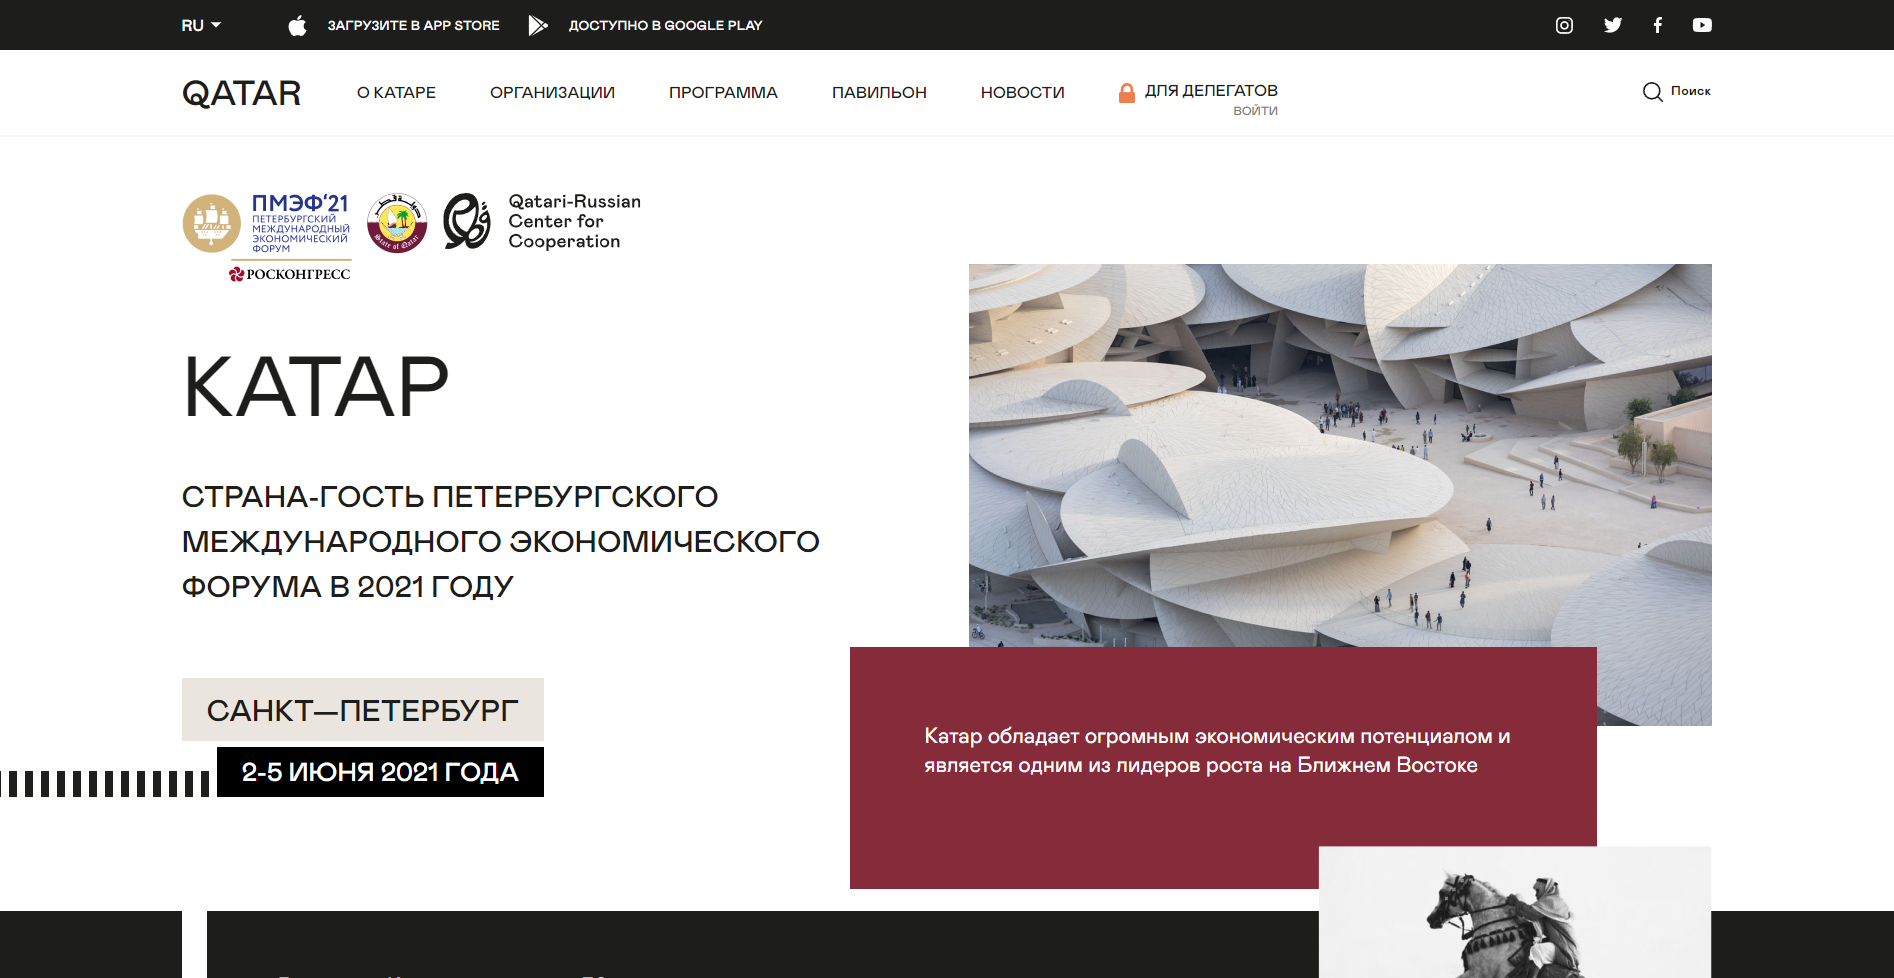 RU
ЗАГРУЗИТЕ В APP STORE
ДОСТУПНО В GOOGLE PLAY
QATAR
О КАТАРЕ
ОРГАНИЗАЦИИ
ПРОГРАММА
ПАВИЛЬОН
НОВОСТИ
ДЛЯ ДЕЛЕГАТОВ
ВОЙТИ
Поиск
ПМЭФ‘21
ПЕТЕРБУРГСКИЙ
МЕЖДУНАРОДНЫЙ
ЭКОНОМИЧЕСКИЙ
ФОРУМ
РОСКОНГРЕСС
State of Qatar
Qatari-Russian
Center for
Cooperation
КАТАР
СТРАНА-ГОСТЬ ПЕТЕРБУРГСКОГО
МЕЖДУНАРОДНОГО ЭКОНОМИЧЕСКОГО
ФОРУМА В 2021 ГОДУ
САНКТ—ПЕТЕРБУРГ
2-5 ИЮНЯ 2021 ГОДА
Катар обладает огромным экономическим потенциалом и
является одним из лидеров роста на Ближнем Востоке